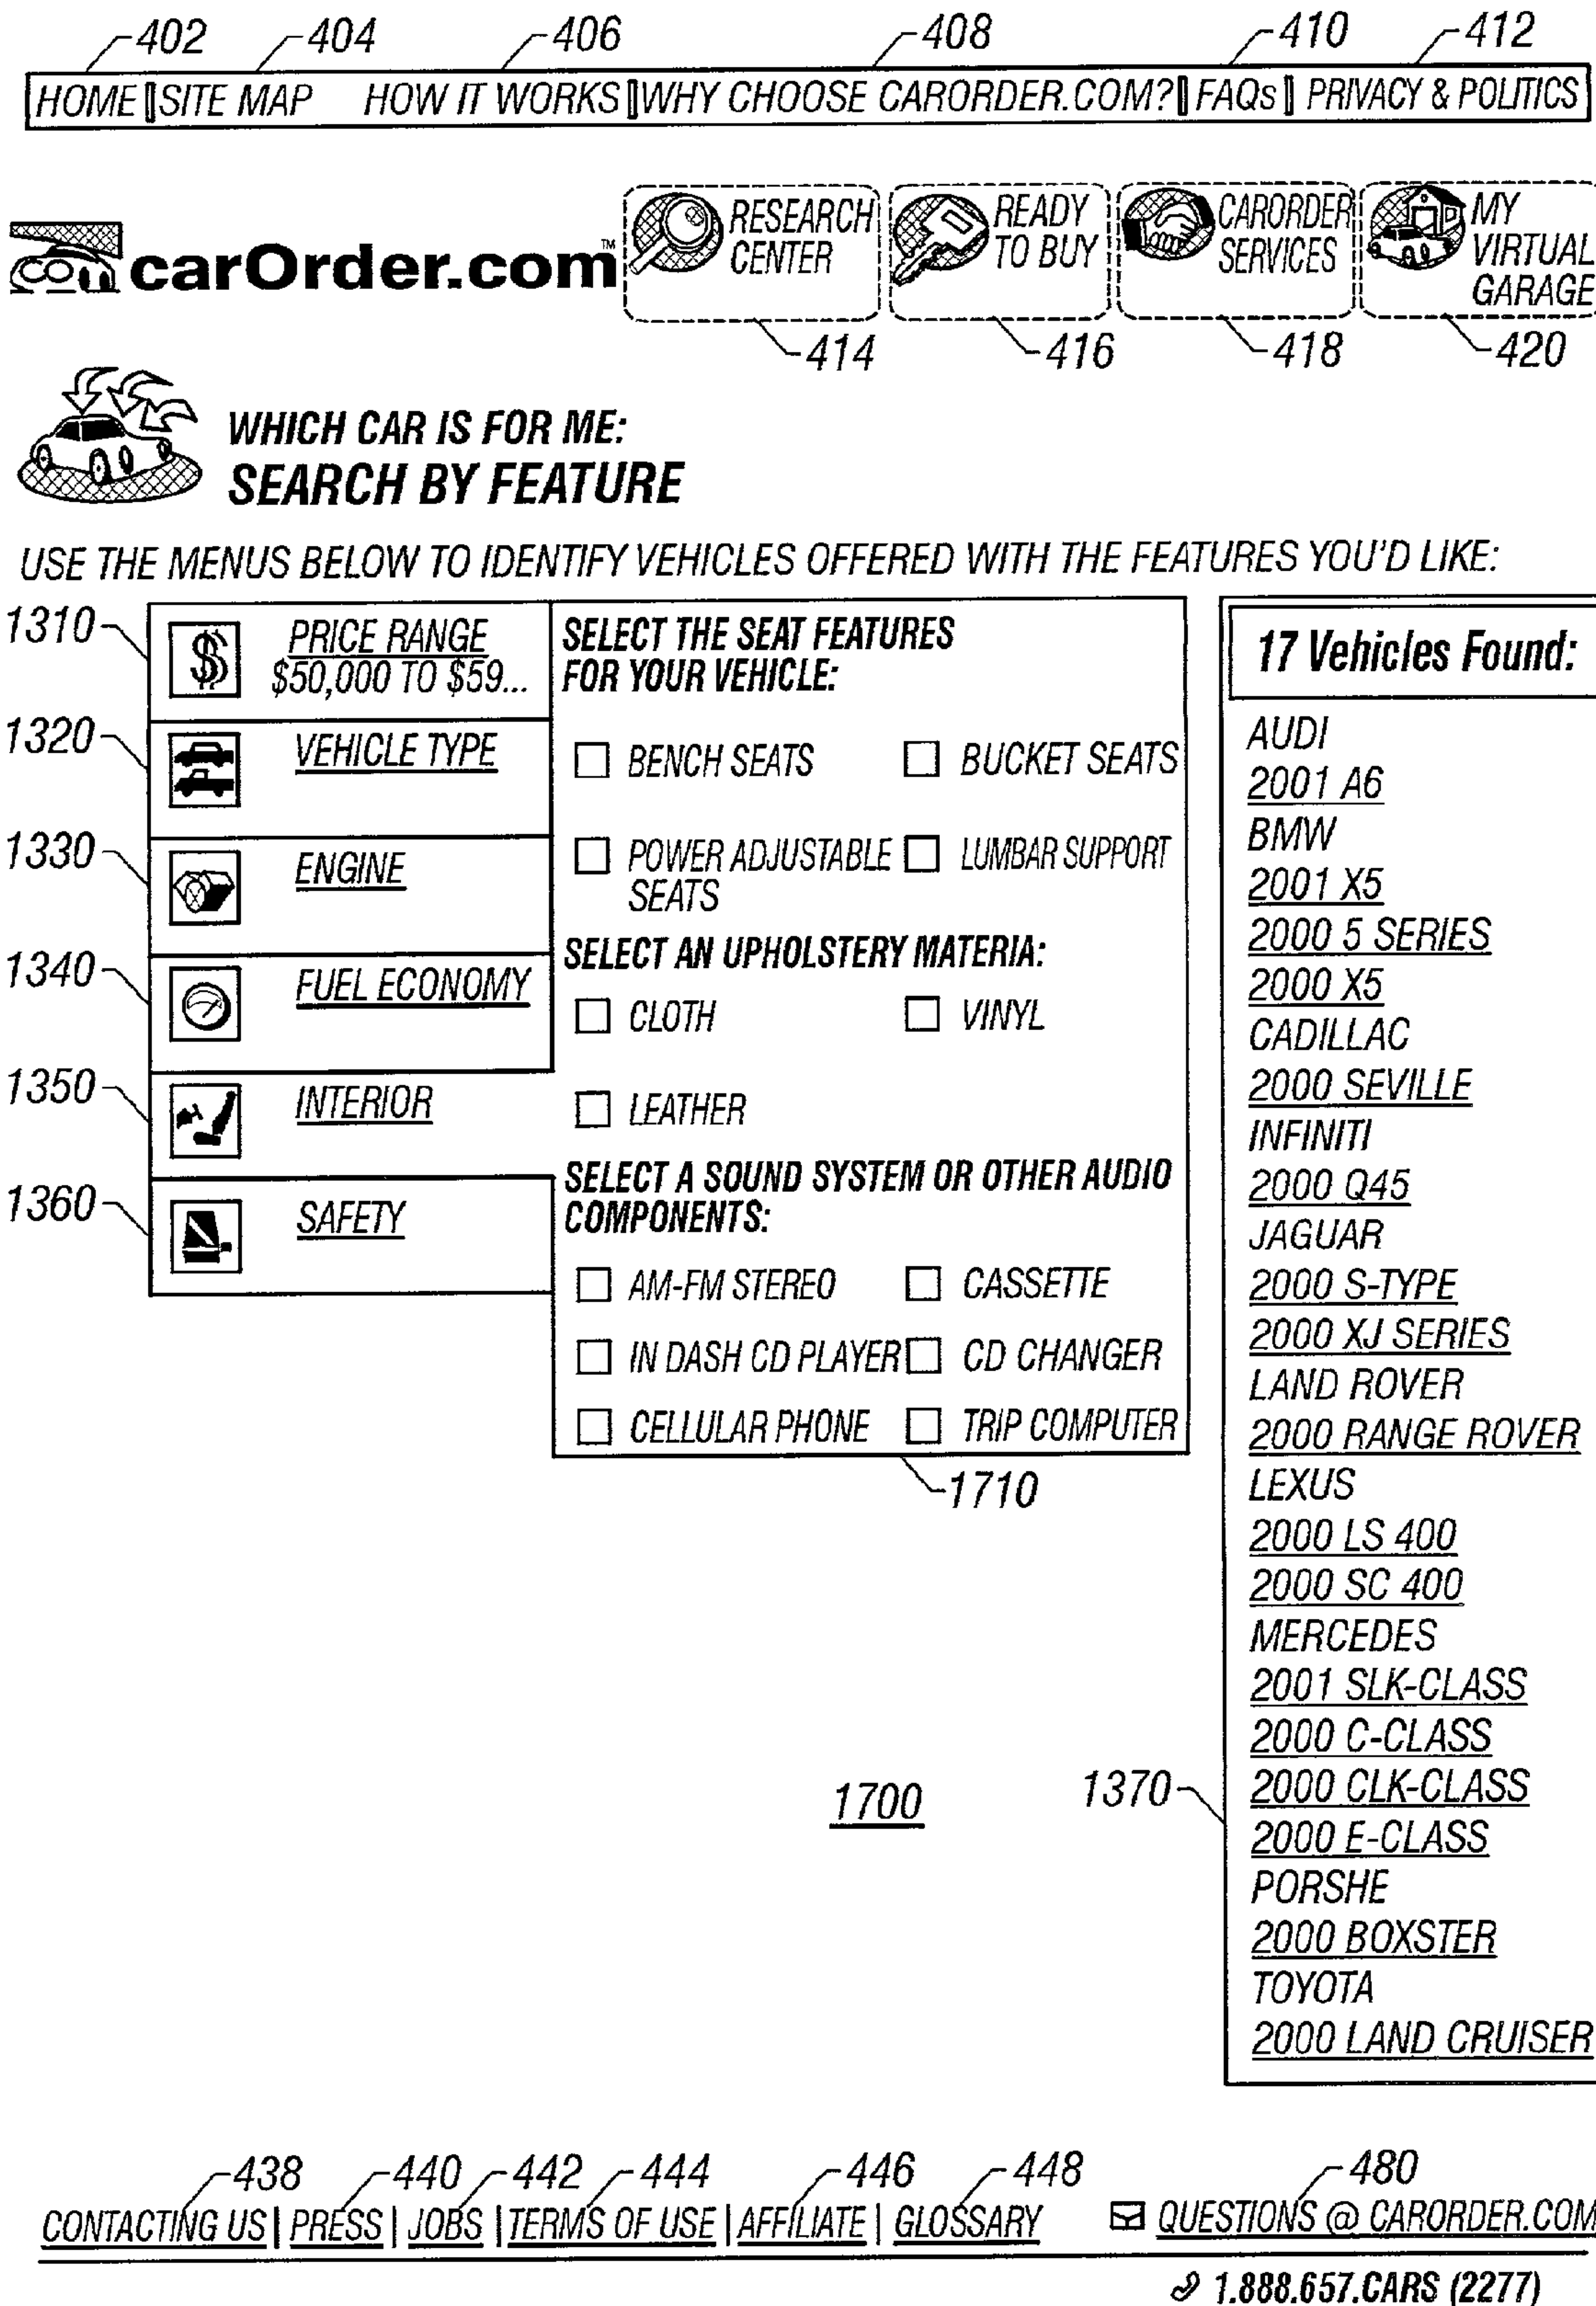 402 404 406 408 410 412
HOME SITE MAP HOW IT WORKS WHY CHOOSE CARORDER.COM? FAQs PRIVACY & POLITICS
carOrder.com™
RESEARCH
CENTER
READY
TO BUY
CARORDER
SERVICES
MY
VIRTUAL
GARAGE
414 416 418 420
WHICH CAR IS FOR ME:
SEARCH BY FEATURE
USE THE MENUS BELOW TO IDENTIFY VEHICLES OFFERED WITH THE FEATURES YOU'D LIKE:
1310
$ PRICE RANGE
$50,000 TO $59...
1320
VEHICLE TYPE
1330
ENGINE
1340
FUEL ECONOMY
1350
INTERIOR
1360
SAFETY
SELECT THE SEAT FEATURES
FOR YOUR VEHICLE:
BENCH SEATS BUCKET SEATS
POWER ADJUSTABLE LUMBAR SUPPORT
SEATS
SELECT AN UPHOLSTERY MATERIA:
CLOTH VINYL
LEATHER
SELECT A SOUND SYSTEM OR OTHER AUDIO
COMPONENTS:
AM-FM STEREO CASSETTE
IN DASH CD PLAYER CD CHANGER
CELLULAR PHONE TRIP COMPUTER
1710
17 Vehicles Found:
AUDI
2001 A6
BMW
2001 X5
2000 5 SERIES
2000 X5
CADILLAC
2000 SEVILLE
INFINITI
2000 Q45
JAGUAR
2000 S-TYPE
2000 XJ SERIES
LAND ROVER
2000 RANGE ROVER
LEXUS
2000 LS 400
2000 SC 400
MERCEDES
2001 SLK-CLASS
2000 C-CLASS
2000 CLK-CLASS
2000 E-CLASS
PORSHE
2000 BOXSTER
TOYOTA
2000 LAND CRUISER
1700
1370
438 440 442 444 446 448 480
CONTACTING US | PRESS | JOBS | TERMS OF USE | AFFILIATE | GLOSSARY QUESTIONS @ CARORDER.COM
1.888.657.CARS (2277)